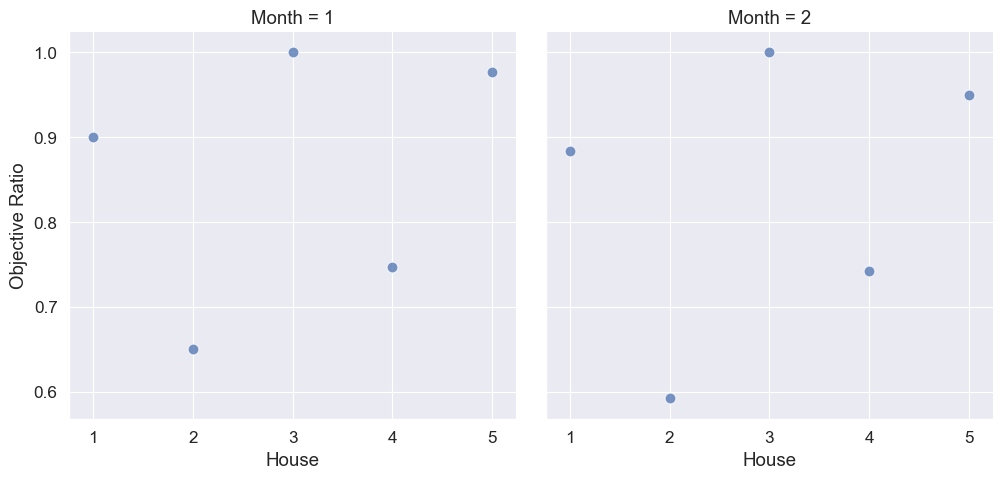 Month = 1
Month = 2
Objective Ratio
1.0
0.9
0.8
0.7
0.6
1 2 3 4 5
1 2 3 4 5
House
House